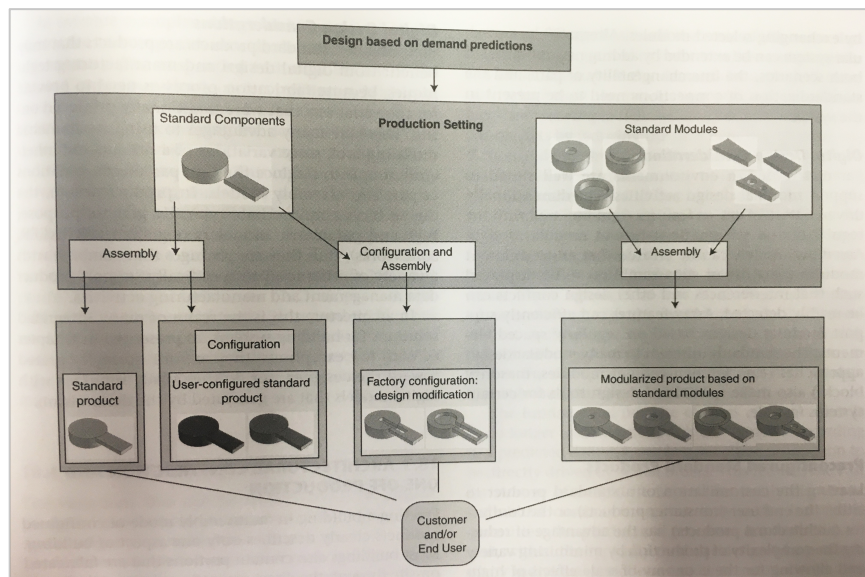 Design based on demand predictions
Production Setting
Standard Components
Standard Modules
Assembly
Configuration and
Assembly
Assembly
Standard
product
Configuration
User-configured standard
product
Factory configuration:
design modification
Modularized product based on
standard modules
Customer
and/or
End User